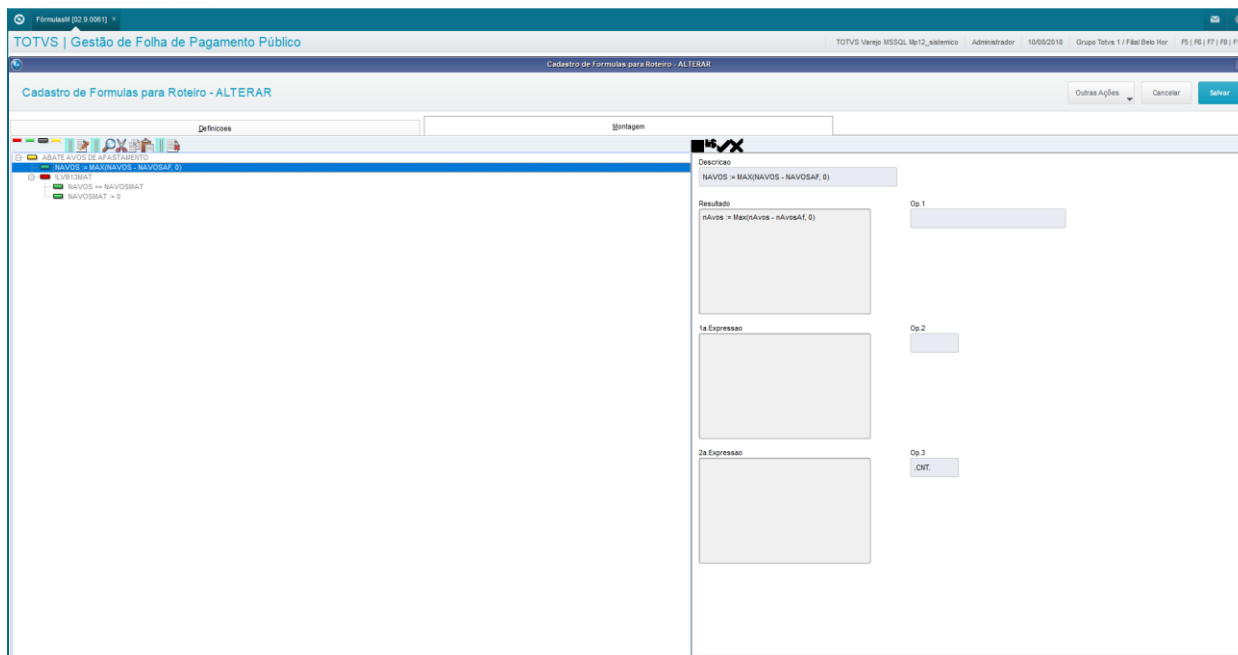 FórmulasM [02.9.0061] ×
TOTVS | Gestão de Folha de Pagamento Público
TOTVS Varejo MSSQL Mp12_sistemico Administrador 10/08/2018 Grupo Totvs 1 / Filial Belo Hor F5 | F6 | F7 | F8 |
Cadastro de Formulas para Roteiro - ALTERAR
Cadastro de Formulas para Roteiro - ALTERAR
Outras Ações Cancelar Salvar
Definicoes
Montagem
ABATE AVOS DE AFASTAMENTO
NAVOS := MAX(NAVOS - NAVOSAF, 0)
!LVB13MAT
NAVOS += NAVOSMAT
NAVOSMAT := 0
Descricao
NAVOS := MAX(NAVOS - NAVOSAF, 0)
Resultado
Op.1
nAvos := Max(nAvos - nAvosAf, 0)
1a.Expressao
Op.2
2a.Expressao
Op.3
.CNT.